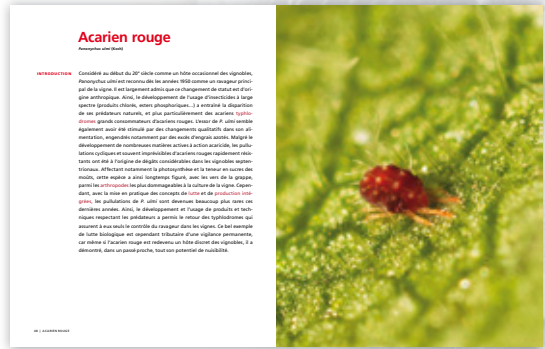 Acarien rouge
Panonychus ulmi (Koch)
INTRODUCTION
Considéré au début du 20e siècle comme un hôte occasionnel des vignobles,
Panonychus ulmi est reconnu dès les années 1950 comme un ravageur princi-
pal de la vigne. Il est largement admis que ce changement de statut est d'ori-
gine anthropique. Ainsi, le développement de l'usage d'insecticides à large
spectre (produits chlorés, esters phosphoriques...) a entraîné la disparition
de ses prédateurs naturels, et plus particulièrement des acariens typhlo-
dromes grands consommateurs d'acariens rouges. L'essor de P. ulmi semble
également avoir été stimulé par des changements qualitatifs dans son ali-
mentation, engendrés notamment par des excès d'engrais azotés. Malgré le
développement de nombreuses matières actives à action acaricide, les pullu-
lations cycliques et souvent imprévisibles d'acariens rouges rapidement résis-
tants ont été à l'origine de dégâts considérables dans les vignobles septen-
trionaux. Affectant notamment la photosynthèse et la teneur en sucres des
moûts, cette espèce a ainsi longtemps figuré, avec les vers de la grappe,
parmi les arthropodes les plus dommageables à la culture de la vigne. Cepen-
dant, avec la mise en pratique des concepts de lutte et de production inté-
grées, les pullulations de P. ulmi sont devenues beaucoup plus rares ces
dernières années. Ainsi, le développement et l'usage de produits et tech-
niques respectant les prédateurs a permis le retour des typhlodromes qui
assurent à eux seuls le contrôle du ravageur dans les vignes. Ce bel exemple
de lutte biologique est cependant tributaire d'une vigilance permanente,
car même si l'acarien rouge est redevenu un hôte discret des vignobles, il a
démontré, dans un passé proche, tout son potentiel de nuisibilité.
| ACARIEN ROUGE